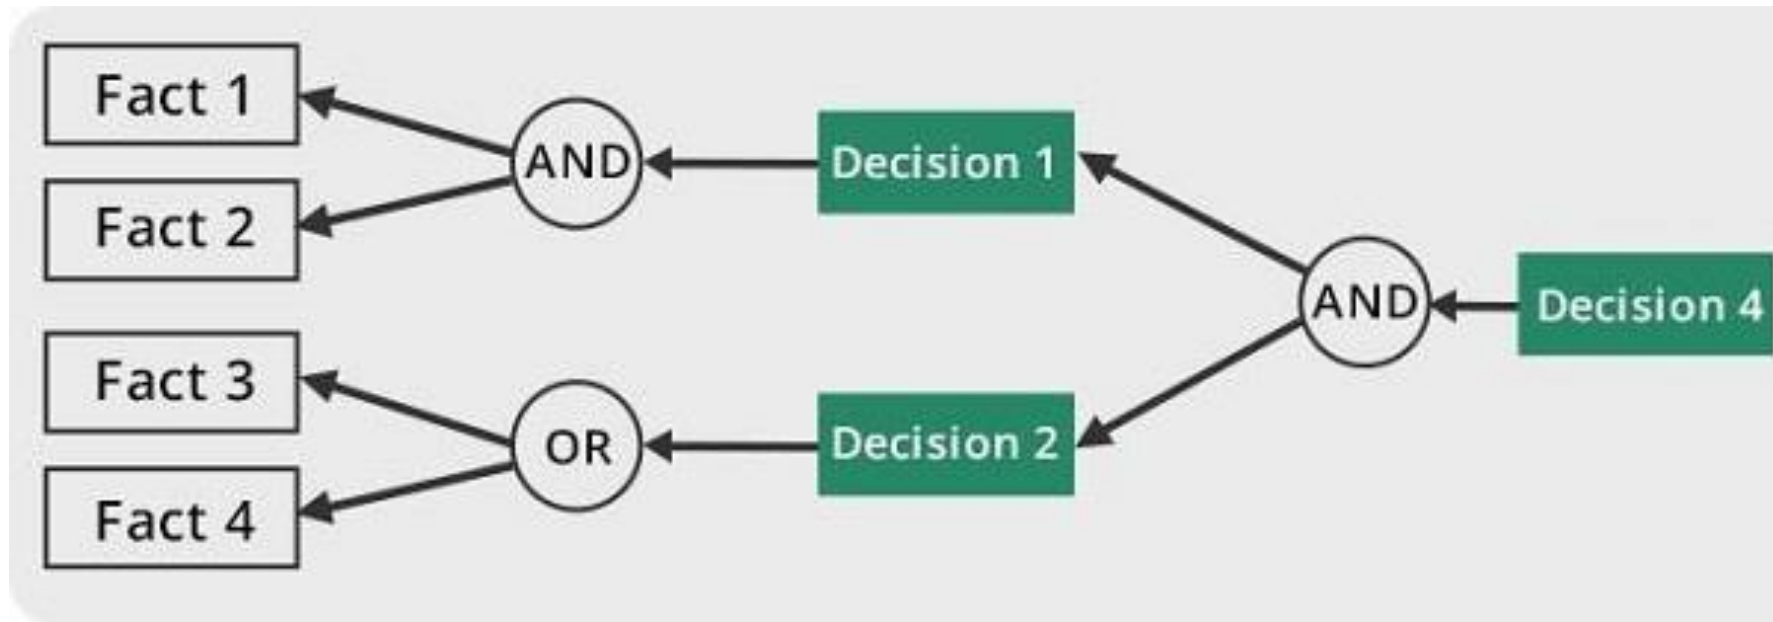 Fact 1
Fact 2
AND
Decision 1
Fact 3
Fact 4
OR
Decision 2
AND
Decision 4